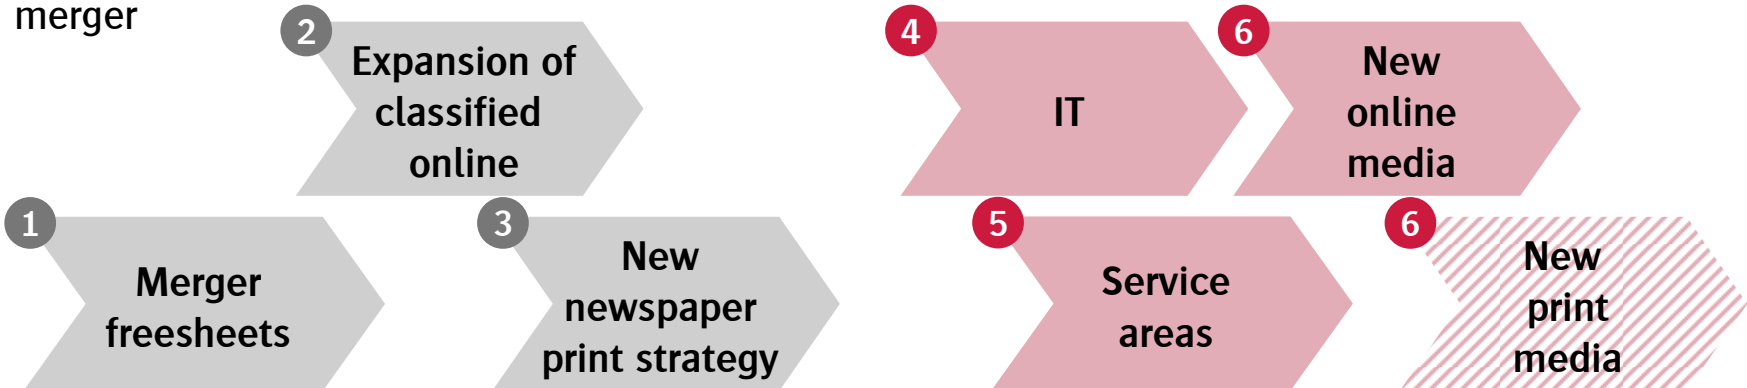 merger
2
Expansion of
classified
online
4
IT
6
New
online
media
1
Merger
freesheets
3
New
newspaper
print strategy
5
Service
areas
6
New
print
media